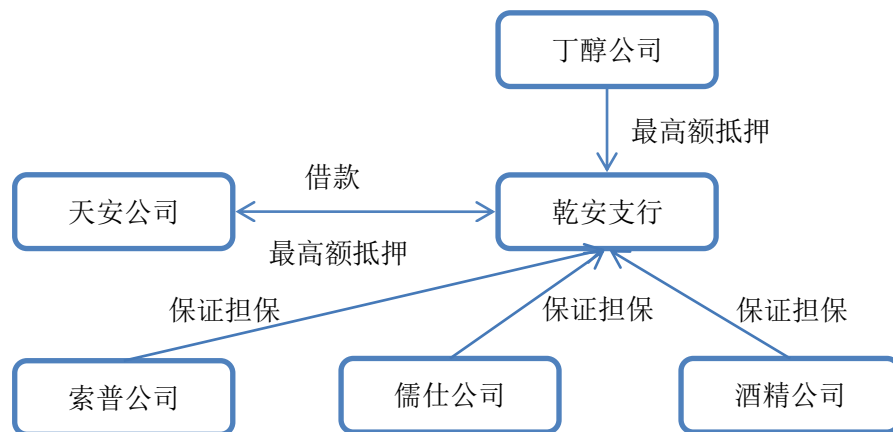 丁醇公司
最高额抵押
借款
天安公司
乾安支行
最高额抵押
保证担保
保证担保
保证担保
索普公司
儒仕公司
酒精公司